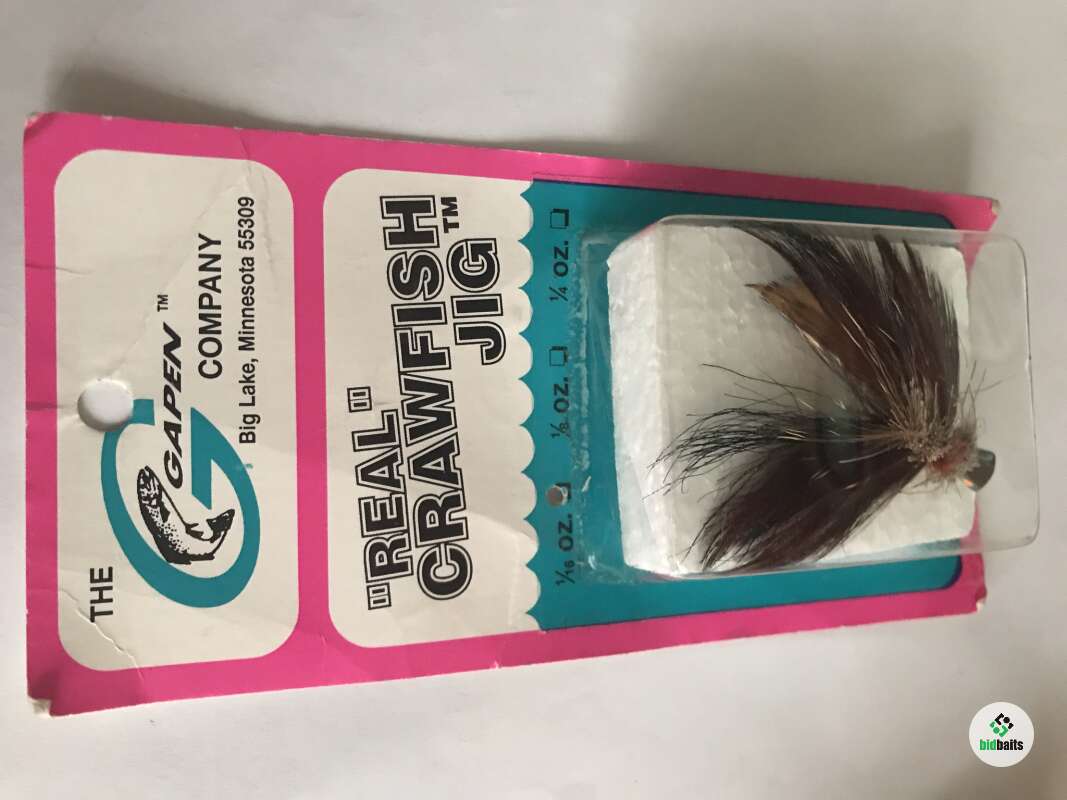 THE
GAPEN™
COMPANY
Big Lake, Minnesota 55309
"REAL"
CRAWFISH
JIG™
1/16 OZ. 1/8 OZ. 1/4 OZ.
bidbaits